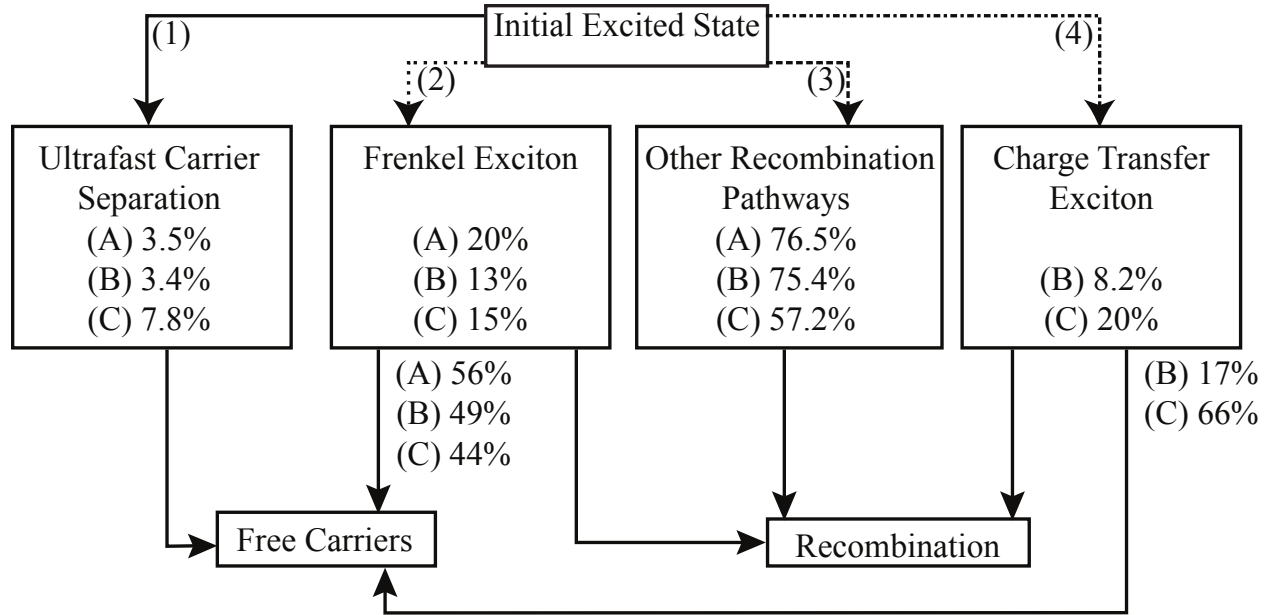 Initial Excited State
(1)
(2)
(3)
(4)
Ultrafast Carrier
Separation
(A) 3.5%
(B) 3.4%
(C) 7.8%
Frenkel Exciton
(A) 20%
(B) 13%
(C) 15%
Other Recombination
Pathways
(A) 76.5%
(B) 75.4%
(C) 57.2%
Charge Transfer
Exciton
(B) 8.2%
(C) 20%
(A) 56%
(B) 49%
(C) 44%
(B) 17%
(C) 66%
Free Carriers
Recombination